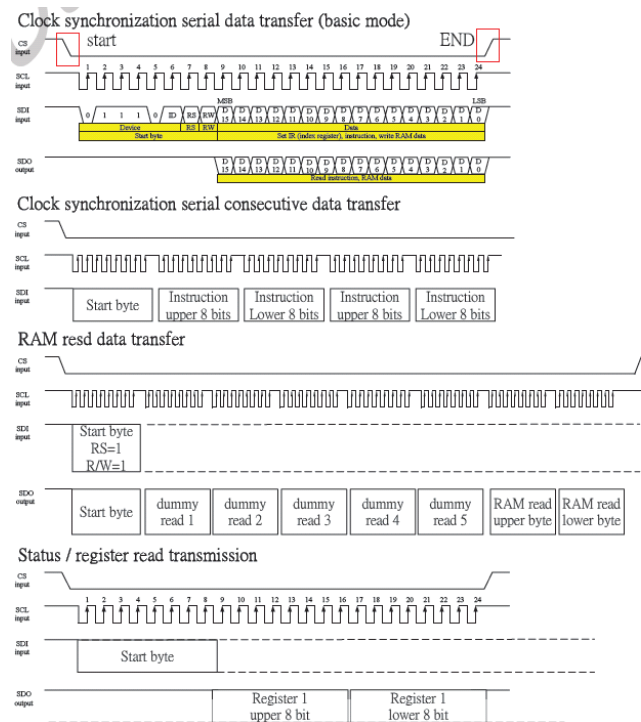 Clock synchronization serial data transfer (basic mode)
CS input start END
1 2 3 4 5 6 7 8 9 10 11 12 13 14 15 16 17 18 19 20 21 22 23 24
SCL input
MSB LSB
SDI input 0 1 1 1 0 ID RS RW D15 D14 D13 D12 D11 D10 D9 D8 D7 D6 D5 D4 D3 D2 D1 D0
Device RS RW Data
Start byte Set IR (index register), instruction, write RAM data
SDO output D15 D14 D13 D12 D11 D10 D9 D8 D7 D6 D5 D4 D3 D2 D1 D0
Read instruction, RAM data
Clock synchronization serial consecutive data transfer
CS input
SCL input
SDI input
Start byte
Instruction upper 8 bits
Instruction Lower 8 bits
Instruction upper 8 bits
Instruction Lower 8 bits
RAM resd data transfer
CS input
SCL input
SDI input
Start byte
RS=1
R/W=1
SDO output
Start byte
dummy read 1
dummy read 2
dummy read 3
dummy read 4
dummy read 5
RAM read upper byte
RAM read lower byte
Status / register read transmission
CS input
1 2 3 4 5 6 7 8 9 10 11 12 13 14 15 16 17 18 19 20 21 22 23 24
SCL input
SDI input
Start byte
SDO output
Register 1 upper 8 bit
Register 1 lower 8 bit